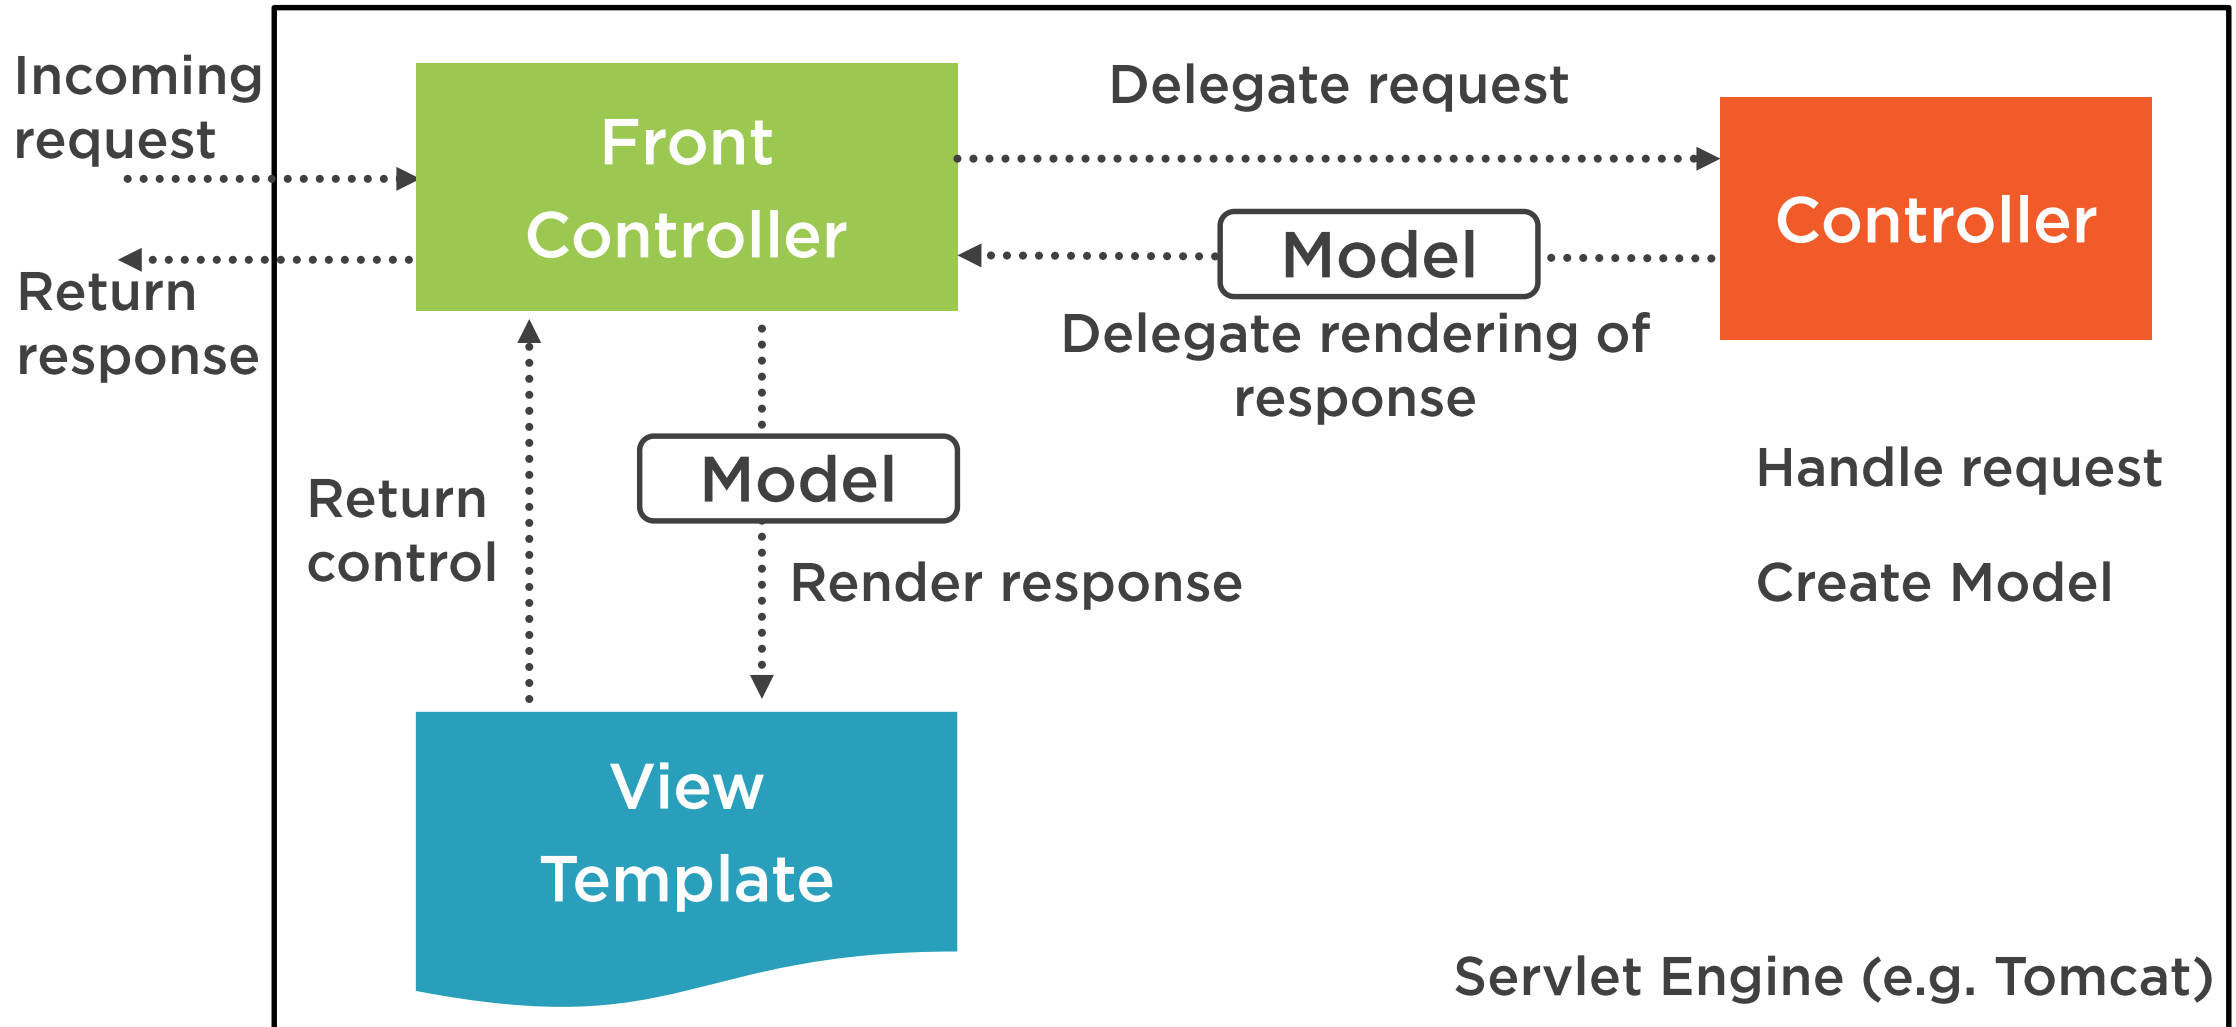 Incoming
request
Return
response
Front
Controller
Delegate request
Model
Delegate rendering of
response
Controller
Handle request
Create Model
Return
control
Model
Render response
View
Template
Servlet Engine (e.g. Tomcat)